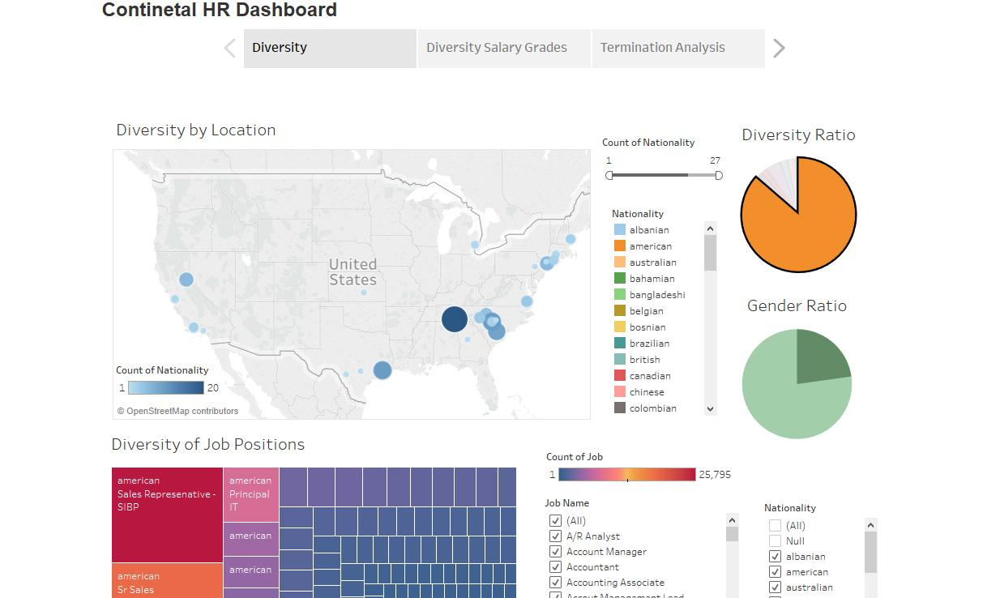 Continetal HR Dashboard
Diversity
Diversity Salary Grades
Termination Analysis
Diversity by Location
United
States
Count of Nationality
1
20
© OpenStreetMap contributors
Count of Nationality
1
27
Nationality
albanian
american
australian
bahamian
bangladeshi
belgian
bosnian
brazilian
british
canadian
chinese
colombian
Diversity Ratio
Gender Ratio
Diversity of Job Positions
american
Sales Represenative -
SIBP
american
Sr Sales
american
Principal
IT
american
american
Count of Job
1
25,795
Job Name
(All)
A/R Analyst
Account Manager
Accountant
Accounting Associate
Nationality
(All)
Null
albanian
american
australian